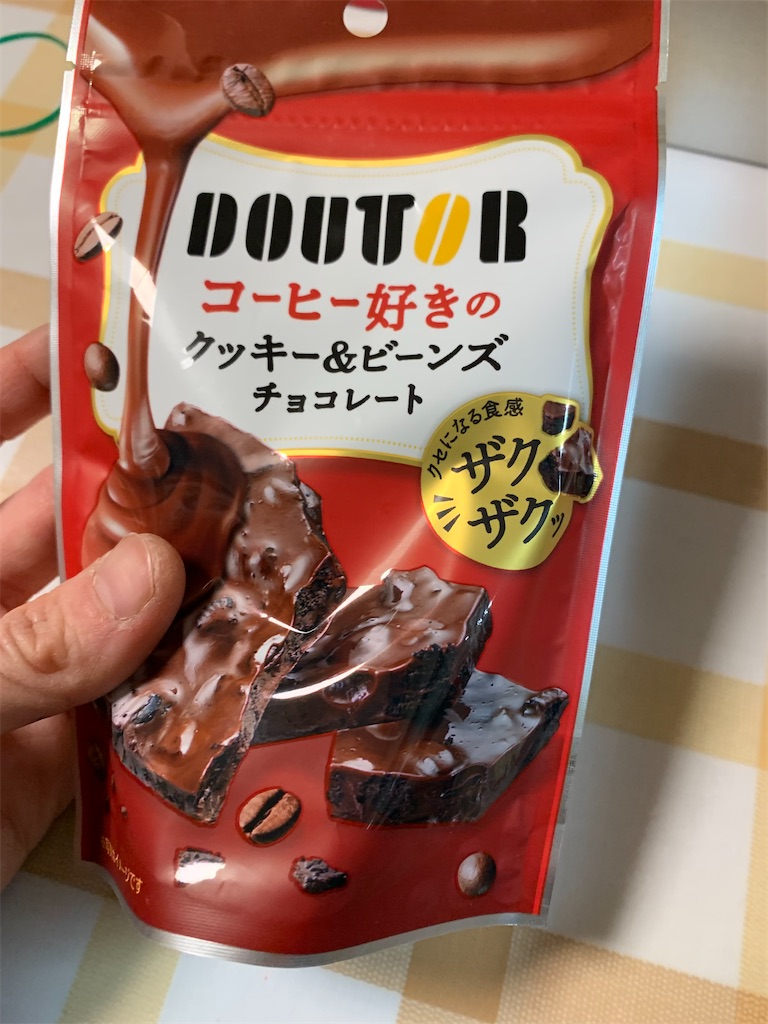 DOUTOR
コーヒー好きの
クッキー&ビーンズ
チョコレート
クセになる食感
ザク
ザクッ